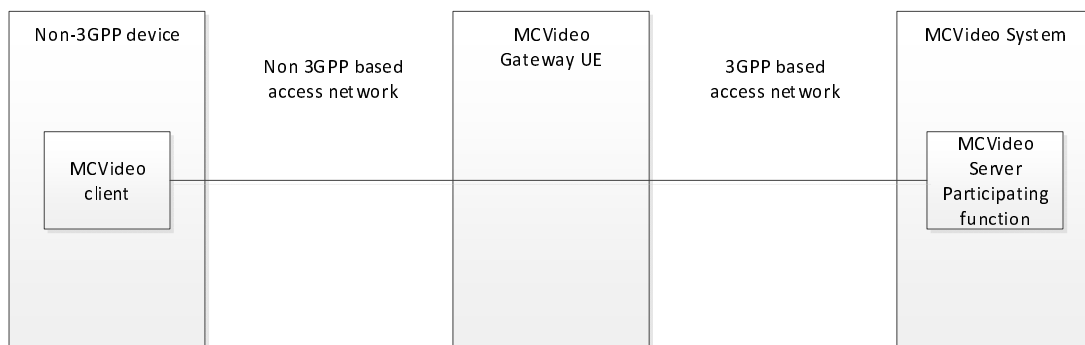 Non-3GPP device
MCVideo
Gateway UE
MCVideo System
Non 3GPP based
access network
3GPP based
access network
MCVideo
client
MCVideo
Server
Participating
function